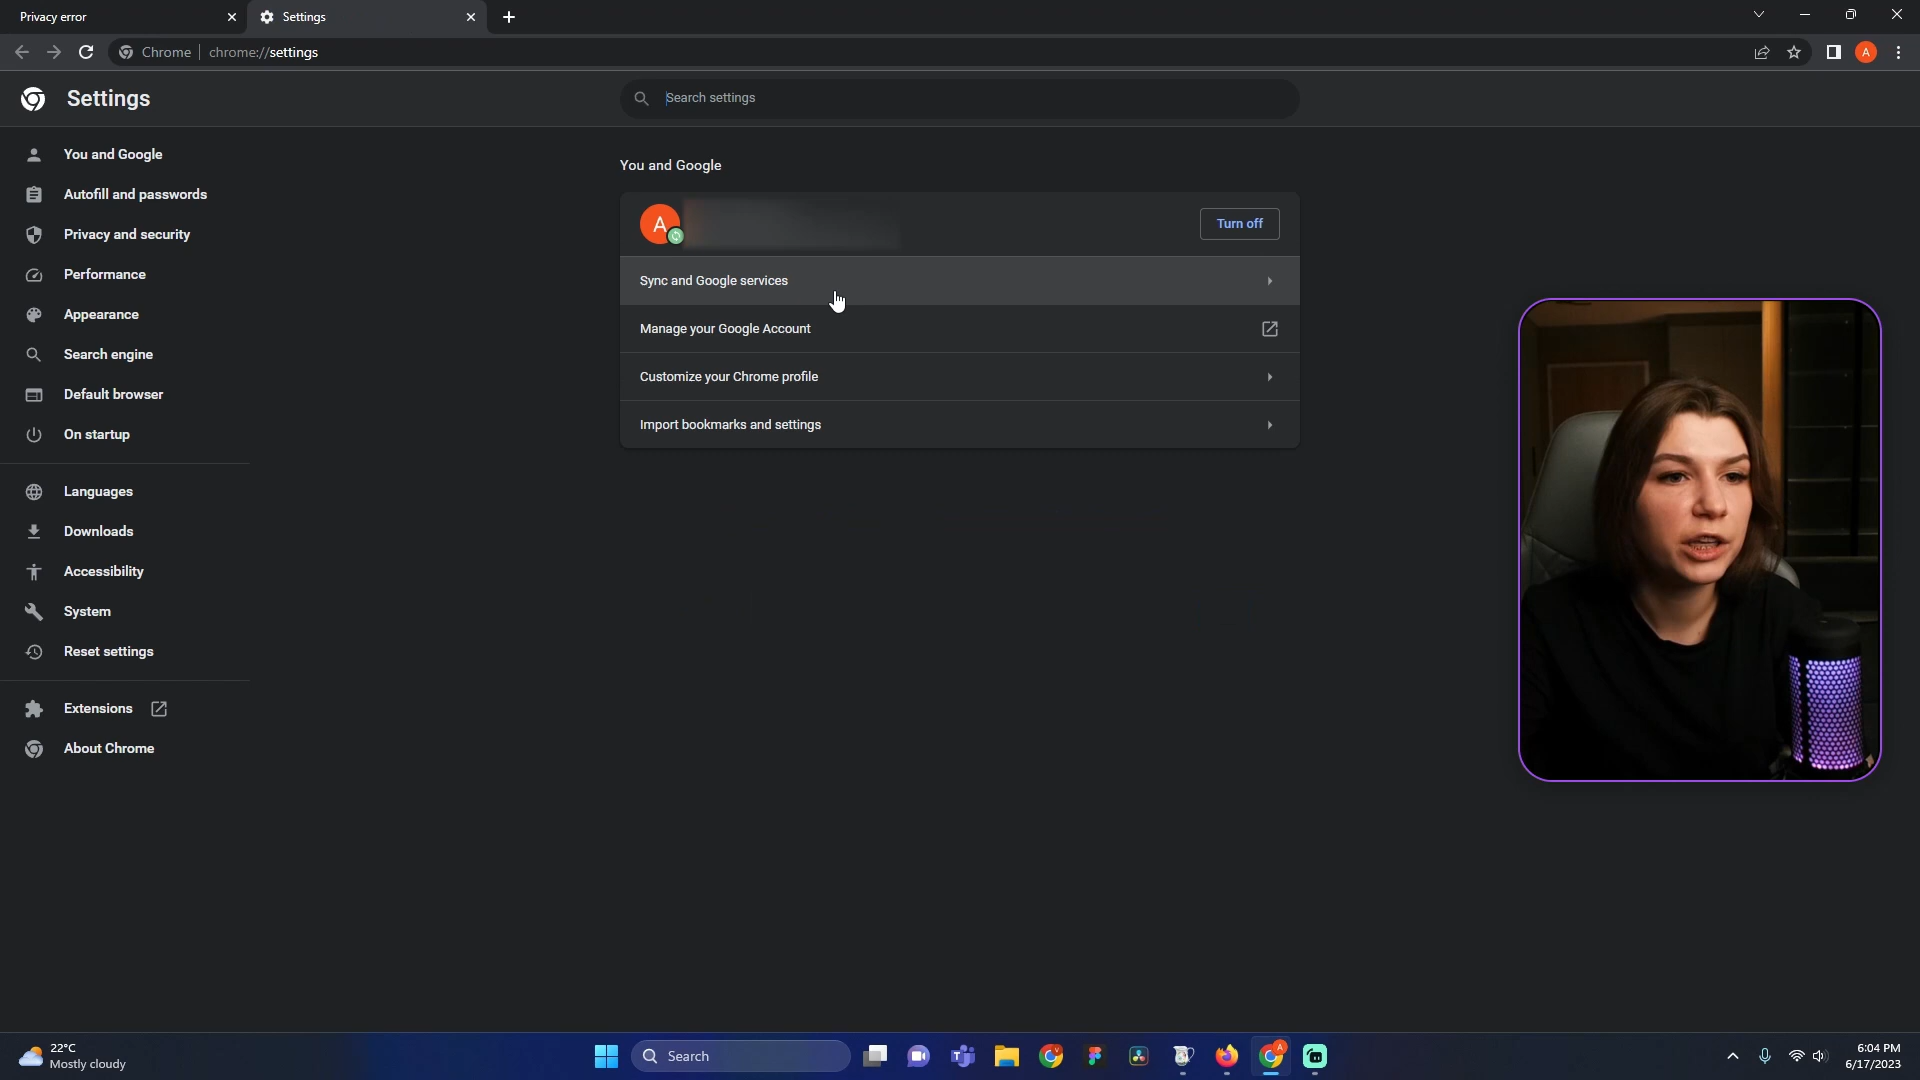 Privacy error
Settings
Chrome
chrome://settings
A
Settings
Search settings
You and Google
Autofill and passwords
Privacy and security
Performance
Appearance
Search engine
Default browser
On startup
Languages
Downloads
Accessibility
System
Reset settings
Extensions
About Chrome
You and Google
A
Turn off
Sync and Google services
Manage your Google Account
Customize your Chrome profile
Import bookmarks and settings
22°C
Mostly cloudy
Search
6:04 PM
6/17/2023